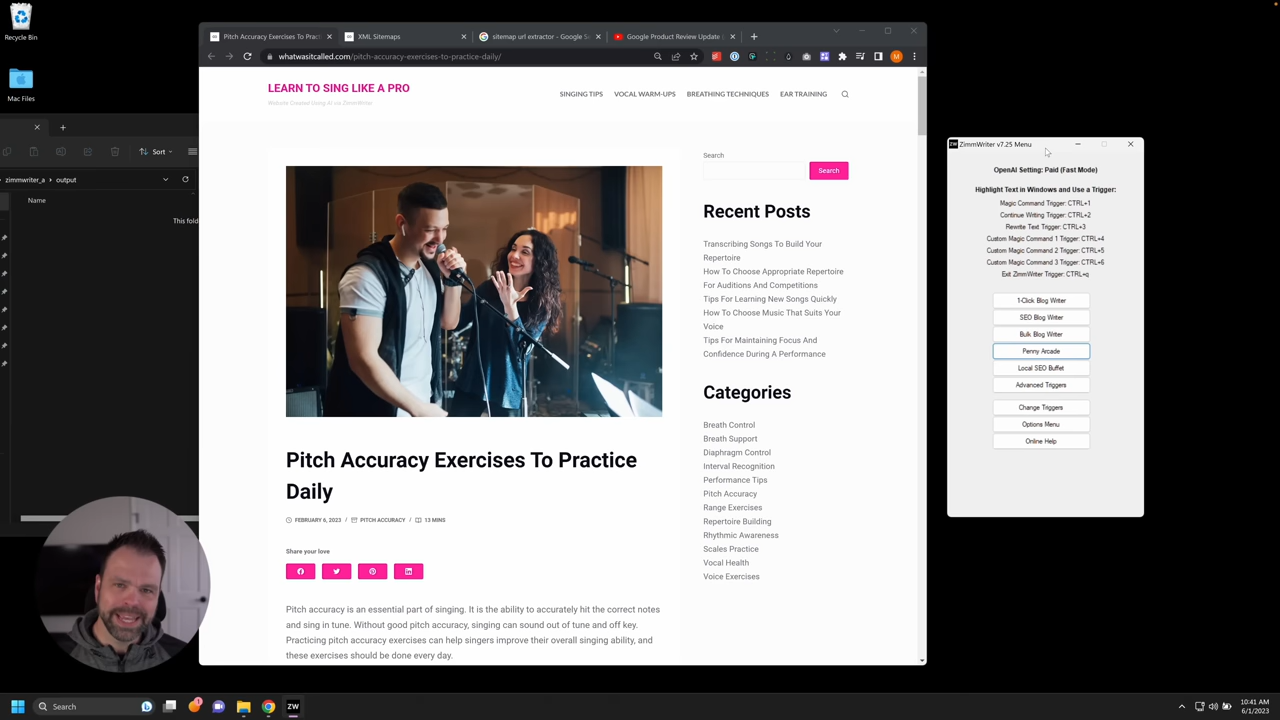 Recycle Bin
Mac Files
Sort
zimmwriter_a > output
Name
This fold
Pitch Accuracy Exercises To Pract
XML Sitemaps
sitemap url extractor - Google Se
Google Product Review Update
whatwasitcalled.com/pitch-accuracy-exercises-to-practice-daily/
M
LEARN TO SING LIKE A PRO
Website Created Using AI via ZimmWriter
SINGING TIPS
VOCAL WARM-UPS
BREATHING TECHNIQUES
EAR TRAINING
Pitch Accuracy Exercises To Practice
Daily
FEBRUARY 6, 2023 / PITCH ACCURACY / 13 MINS
Share your love
Pitch accuracy is an essential part of singing. It is the ability to accurately hit the correct notes
and sing in tune. Without good pitch accuracy, singing can sound out of tune and off key.
Practicing pitch accuracy exercises can help singers improve their overall singing ability, and
these exercises should be done every day.
Search
Search
Recent Posts
Transcribing Songs To Build Your
Repertoire
How To Choose Appropriate Repertoire
For Auditions And Competitions
Tips For Learning New Songs Quickly
How To Choose Music That Suits Your
Voice
Tips For Maintaining Focus And
Confidence During A Performance
Categories
Breath Control
Breath Support
Diaphragm Control
Interval Recognition
Performance Tips
Pitch Accuracy
Range Exercises
Repertoire Building
Rhythmic Awareness
Scales Practice
Vocal Health
Voice Exercises
ZW ZimmWriter v7.25 Menu
OpenAI Setting: Paid (Fast Mode)
Highlight Text in Windows and Use a Trigger:
Magic Command Trigger: CTRL+1
Continue Writing Trigger: CTRL+2
Rewrite Text Trigger: CTRL+3
Custom Magic Command 1 Trigger: CTRL+4
Custom Magic Command 2 Trigger: CTRL+5
Custom Magic Command 3 Trigger: CTRL+6
Exit ZimmWriter Trigger: CTRL+q
1-Click Blog Writer
SEO Blog Writer
Bulk Blog Writer
Penny Arcade
Local SEO Buffet
Advanced Triggers
Change Triggers
Options Menu
Online Help
Search
ZW
10:41 AM
6/1/2023